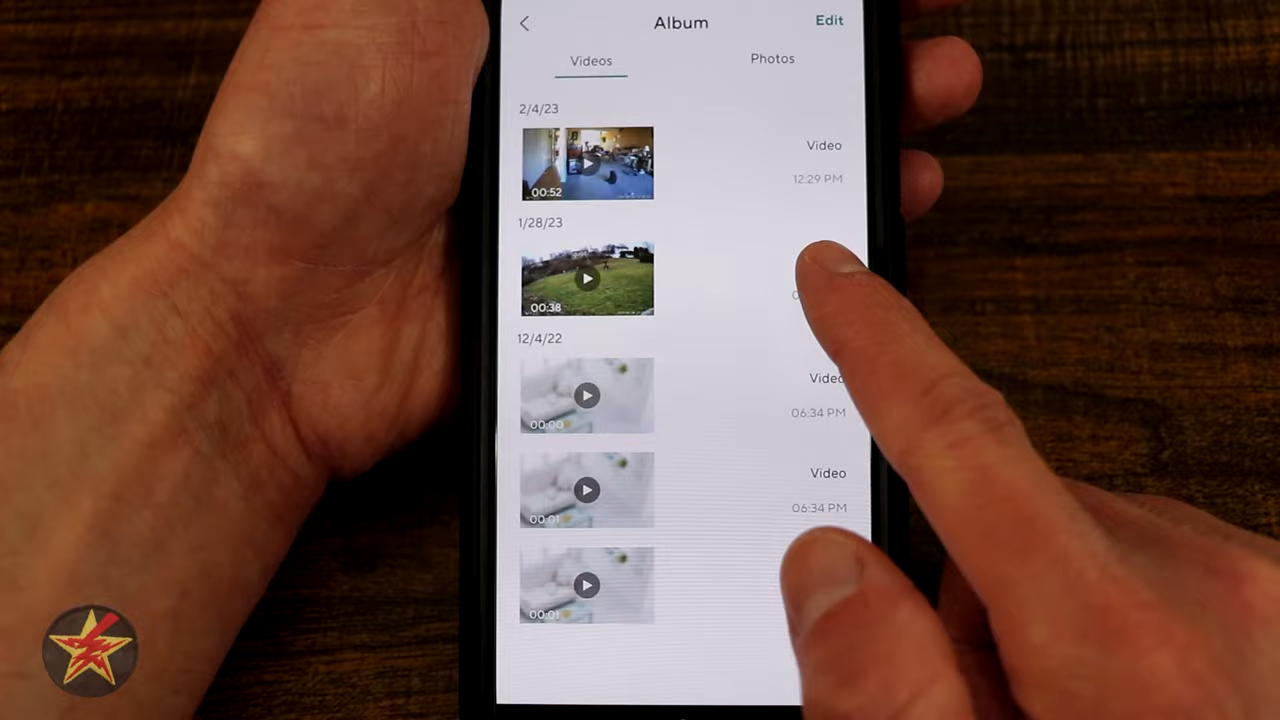 Album
Edit
Videos
Photos
2/4/23
Video
00:52
12:29 PM
1/28/23
00:38
12/4/22
Video
00:00
06:34 PM
Video
00:01
06:34 PM
00:01